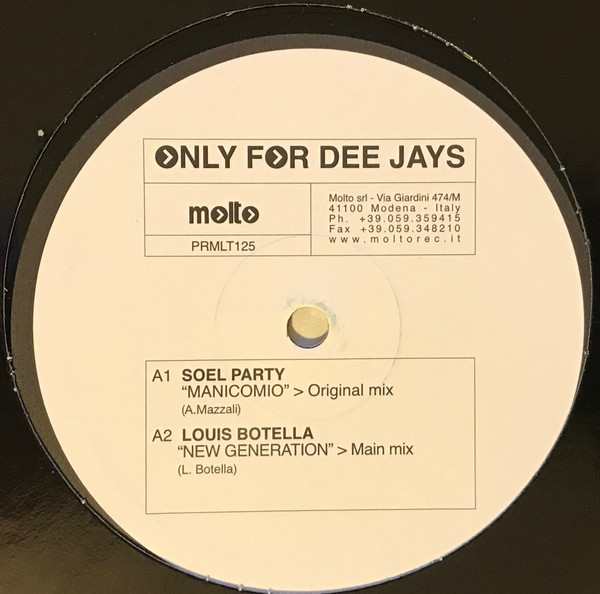 ONLY FOR DEE JAYS
molto
PRMLT125
Molto srl - Via Giardini 474/M
41100 Modena - Italy
Ph. +39.059.359415
Fax +39.059.348210
www.moltorec.it
A1 SOEL PARTY
“MANICOMIO” > Original mix
(A.Mazzali)
A2 LOUIS BOTELLA
“NEW GENERATION” > Main mix
(L. Botella)